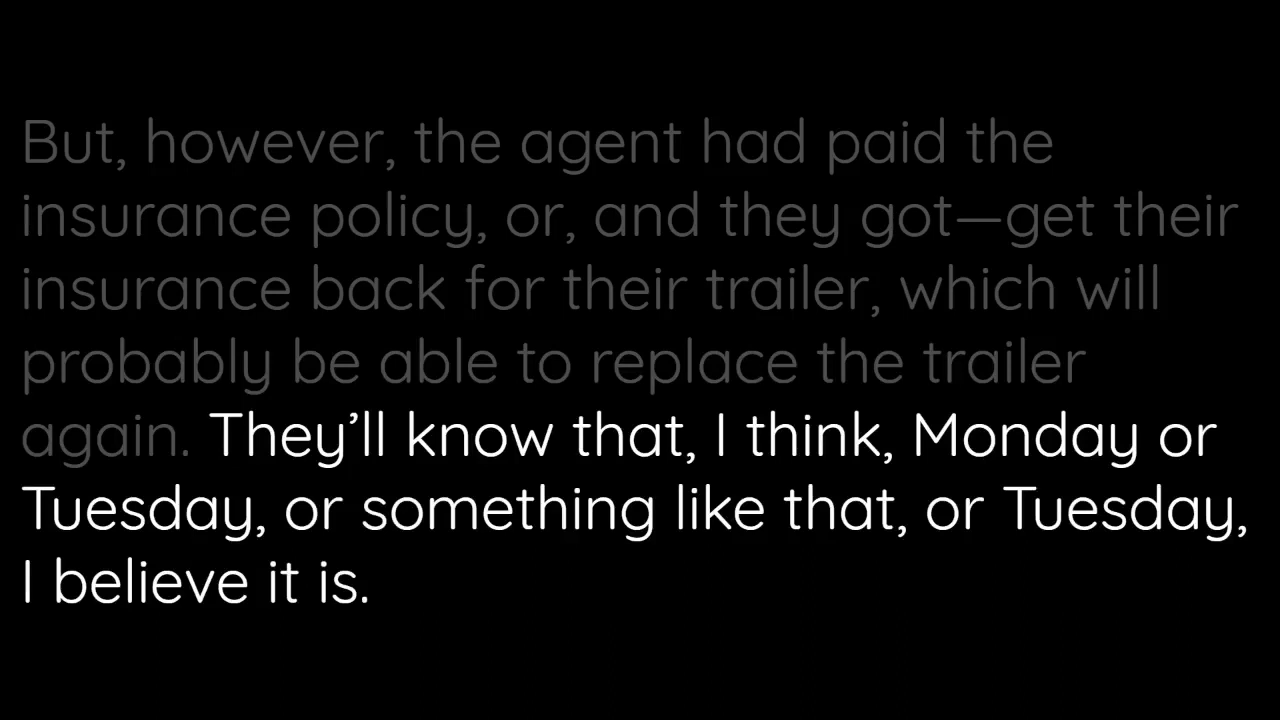 But, however, the agent had paid the
insurance policy, or, and they got—get their
insurance back for their trailer, which will
probably be able to replace the trailer
again. They’ll know that, I think, Monday or
Tuesday, or something like that, or Tuesday,
I believe it is.